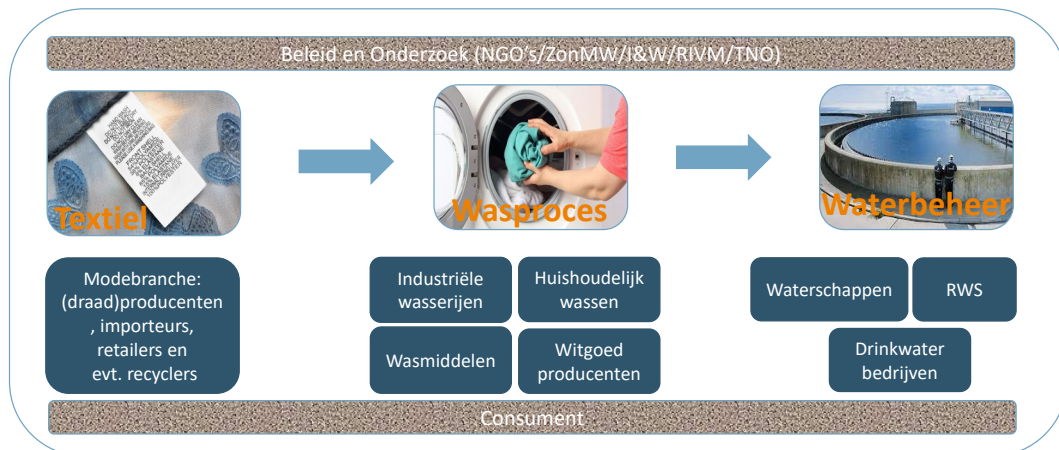 Beleid en Onderzoek (NGO's/ZonMW/I&W/RIVM/TNO)
Textiel
Wasproces
Waterbeheer
Modebranche:
(draad)producenten
, importeurs,
retailers en
evt. recyclers
Industriële
wasserijen
Huishoudelijk
wassen
Wasmiddelen
Witgoed
producenten
Waterschappen
RWS
Drinkwater
bedrijven
Consument